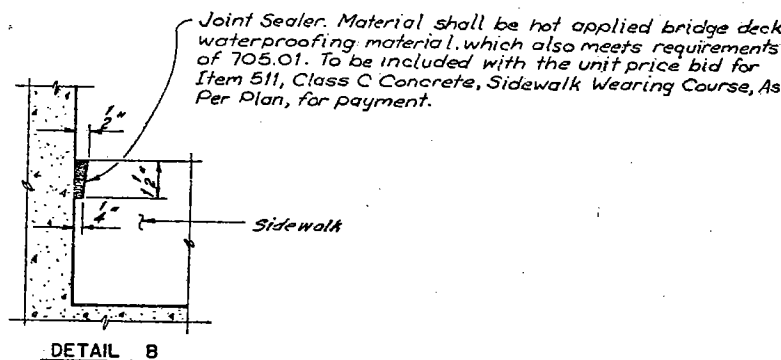 Joint Sealer. Material shall be hot applied bridge deck
waterproofing material, which also meets requirements
of 705.01. To be included with the unit price bid for
Item 511, Class C Concrete, Sidewalk Wearing Course, As
Per Plan, for payment.
1/2"
1/2"
1/4"
Sidewalk
DETAIL B